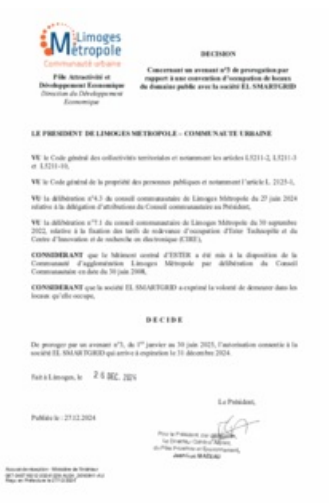 Limoges
Métropole
Communauté urbaine
DECISION
Pôle Attractivité et
Développement Economique
Direction du Développement
Economique
Concernant un avenant n°3 de prorogation par
rapport à une convention d'occupation de locaux
du domaine public avec la société EL SMARTGRID
LE PRESIDENT DE LIMOGES METROPOLE – COMMUNAUTE URBAINE
VU le Code général des collectivités territoriales et notamment les articles L5211-2, L5211-3
et L5211-10,
VU le Code Général de la propriété des personnes publiques et notamment l'article L. 2125-1,
VU la délibération n°4.3 du conseil communautaire de Limoges Métropole du 27 juin 2024
relative à la délégation d'attributions du Conseil communautaire au Président,
VU la délibération n°7.1 du conseil communautaire de Limoges Métropole du 30 septembre
2022, relative à la fixation des tarifs de redevance d'occupation d'Ester Technopôle et du
Centre d'Innovation et de recherche en électronique (CIRE),
CONSIDERANT que le bâtiment central d'ESTER a été mis à la disposition de la
Communauté d'agglomération Limoges Métropole par délibération du Conseil
Communautaire en date du 30 juin 2008,
CONSIDERANT que la société EL SMARTGRID a exprimé la volonté de demeurer dans les
locaux qu'elle occupe,
DECIDE
De proroger par un avenant n°3, du 1er janvier au 30 juin 2025, l'autorisation consentie à la
société EL SMARTGRID qui arrive à expiration le 31 décembre 2024.
Fait à Limoges, le 26 DEC. 2024
Le Président,
Publiée le : 27.12.2024
Pour le Président par